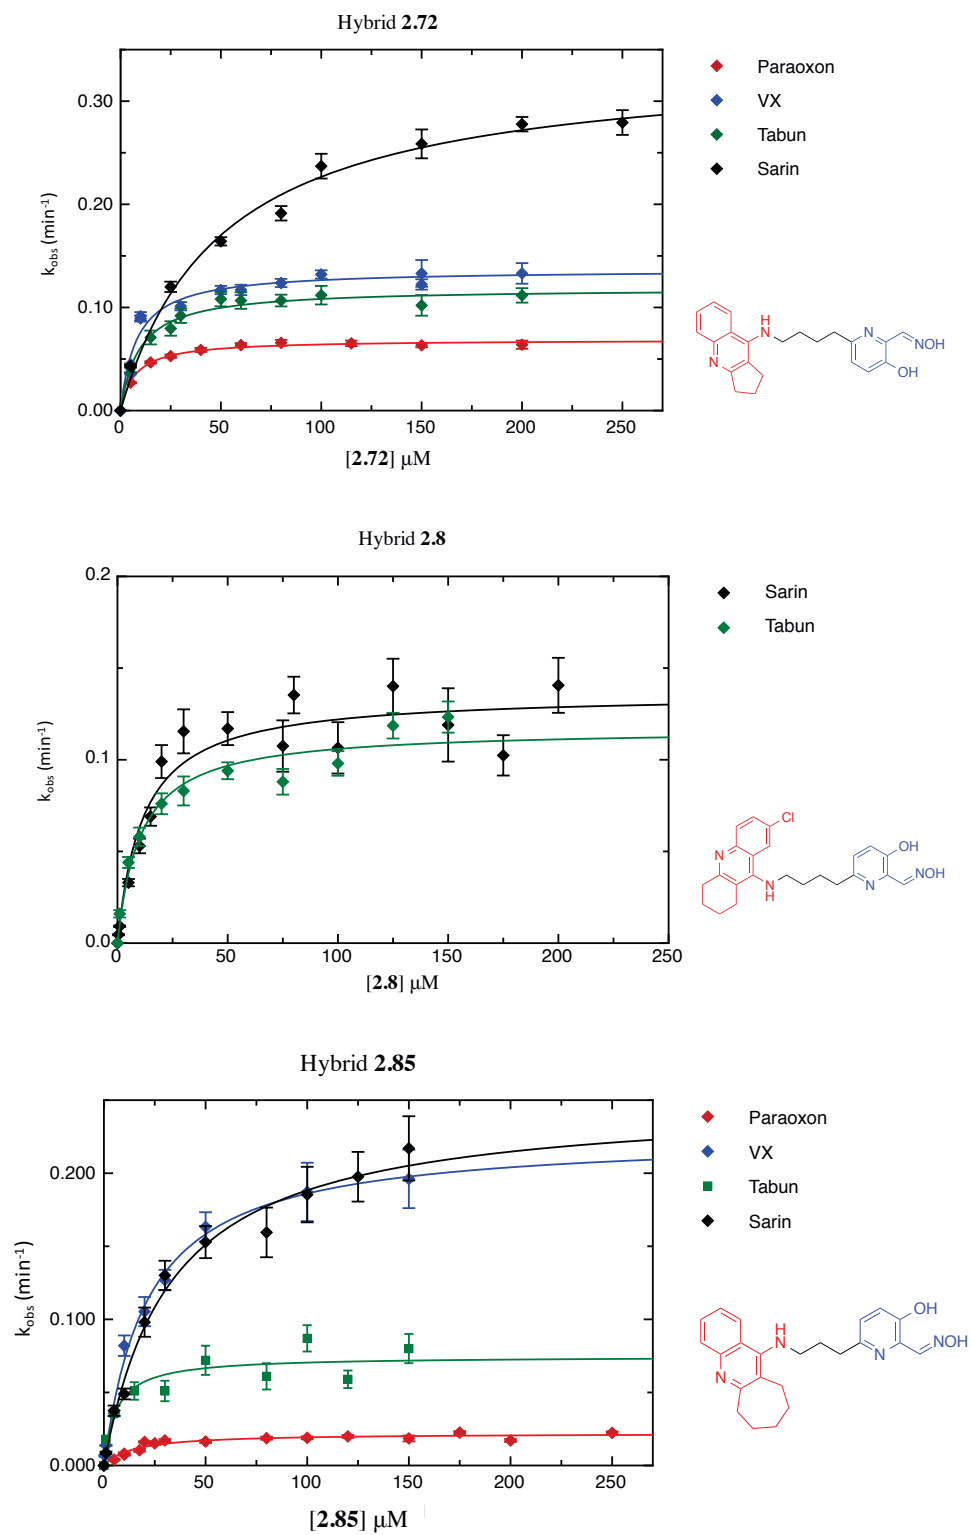 Hybrid 2.72
Paraoxon
VX
Tabun
Sarin
k_obs (min⁻¹)
0.30
0.20
0.10
0.00
0 50 100 150 200 250
[2.72] μM
H
N
N
N
NOH
OH
Hybrid 2.8
Sarin
Tabun
k_obs (min⁻¹)
0.2
0.1
0.0
0 50 100 150 200 250
[2.8] μM
Cl
N
N
H
OH
N
NOH
Hybrid 2.85
Paraoxon
VX
Tabun
Sarin
k_obs (min⁻¹)
0.200
0.100
0.000
0 50 100 150 200 250
[2.85] μM
H
N
N
OH
N
NOH